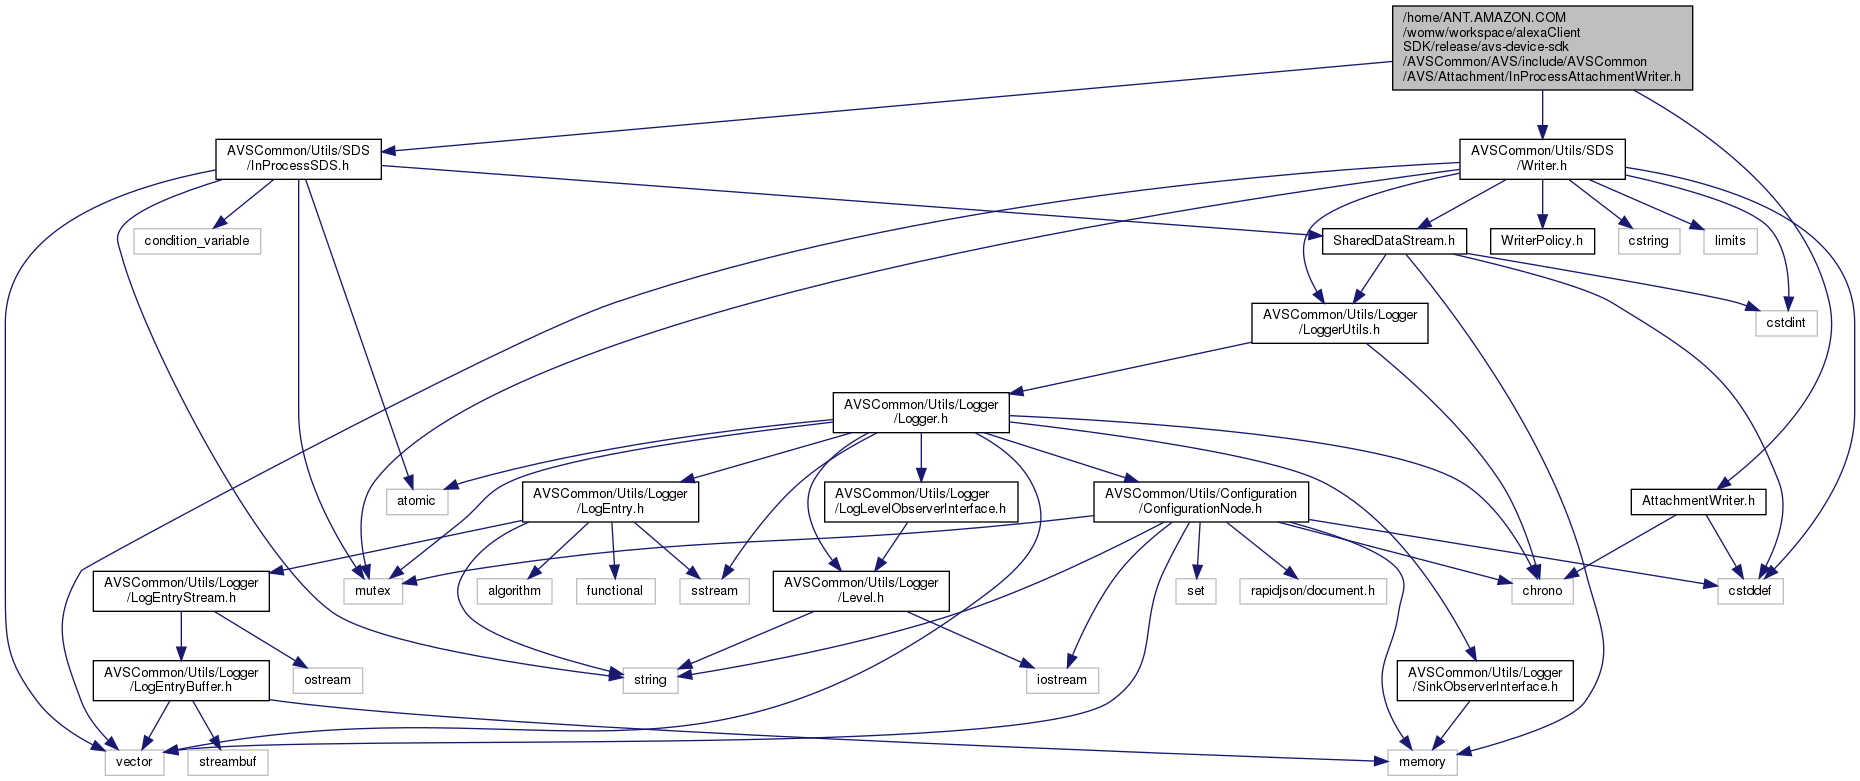 /home/ANT.AMAZON.COM
/womw/workspace/alexaClient
SDK/release/avs-device-sdk
/AVSCommon/AVS/include/AVSCommon
/AVS/Attachment/InProcessAttachmentWriter.h
AVSCommon/Utils/SDS
/InProcessSDS.h
AVSCommon/Utils/SDS
/Writer.h
condition_variable
SharedDataStream.h
WriterPolicy.h
cstring
limits
AVSCommon/Utils/Logger
/LoggerUtils.h
cstdint
AVSCommon/Utils/Logger
/Logger.h
atomic
AVSCommon/Utils/Logger
/LogEntry.h
AVSCommon/Utils/Logger
/LogLevelObserverInterface.h
AVSCommon/Utils/Configuration
/ConfigurationNode.h
AttachmentWriter.h
AVSCommon/Utils/Logger
/LogEntryStream.h
mutex
algorithm
functional
sstream
AVSCommon/Utils/Logger
/Level.h
set
rapidjson/document.h
chrono
cstddef
AVSCommon/Utils/Logger
/LogEntryBuffer.h
ostream
string
iostream
AVSCommon/Utils/Logger
/SinkObserverInterface.h
vector
streambuf
memory